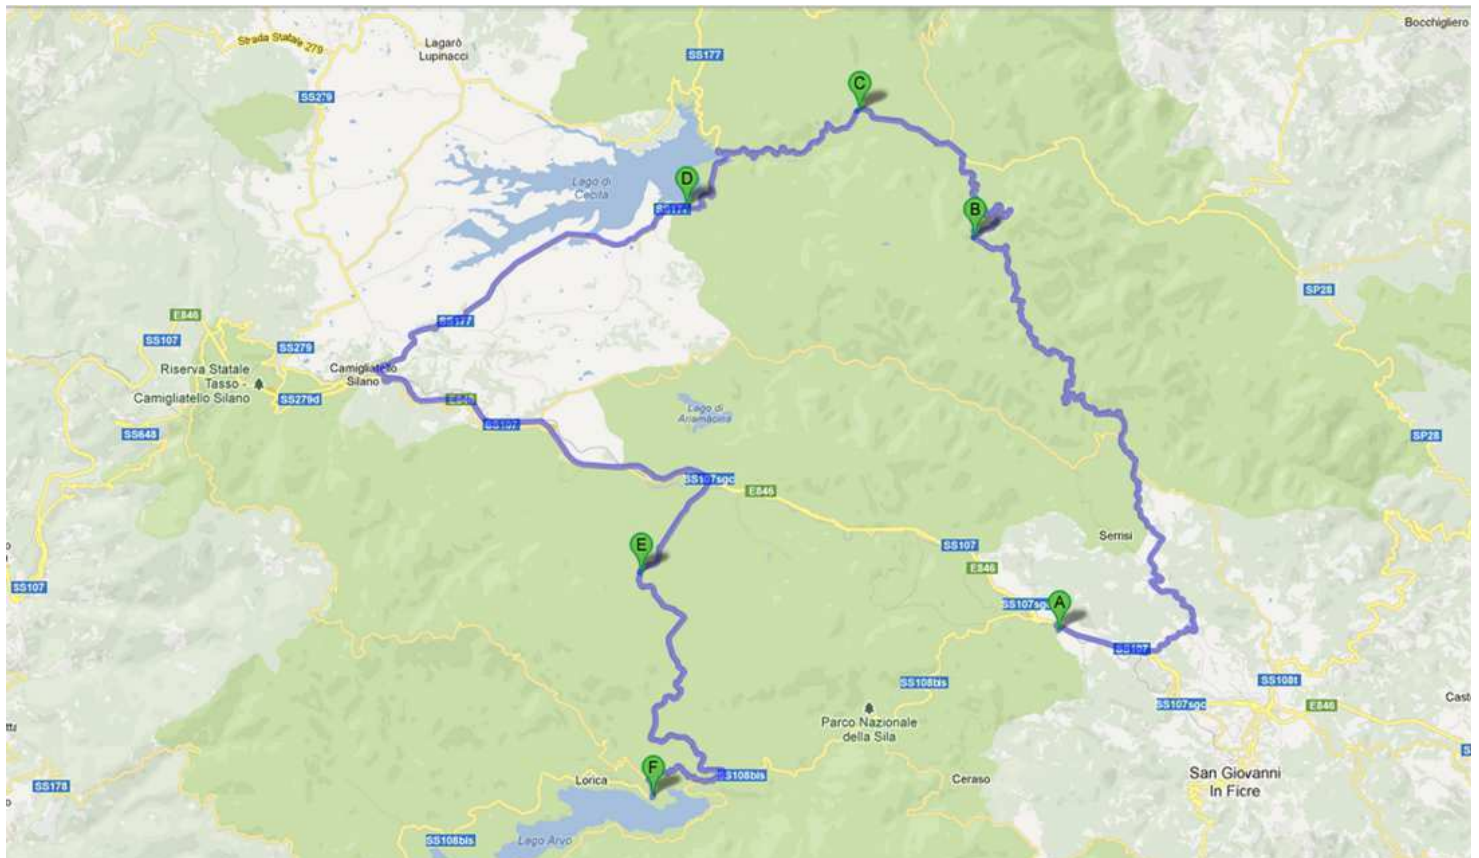 Bocchigliero
Strada Statale 279
Lagarò
Lupinacci
SS177
C
SS279
Lago di
Cecita
D
SS177
B
SP28
E846
SS107
SS177
SS279
Riserva Statale
Tasso -
Camigliatello Silano
Camigliatello
Silano
SS279d
E846
Lago di
Ariamacina
SS107
SS648
SP28
SS107sgc
E846
E
SS107
Serrisi
E846
SS107
SS107sgc
A
SS107
SS108bis
SS108t
SS107sgc
E846
Parco Nazionale
della Sila
F
SS108bis
Lorica
Ceraso
San Giovanni
In Fiore
SS178
SS108bis
Lago Arvo